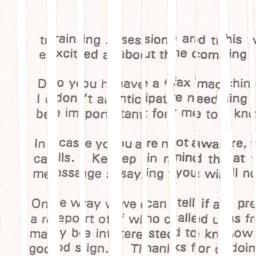 training session and this
excited about the coming
Do you have a fax machin
I don't anticipate needing
be important for me to kno
In case you are not aware,
calls. Keep in mind that
message saying you will n
One way we can tell if a pre
a report of who called us fr
may be interested to know
good sign. Thanks for doin